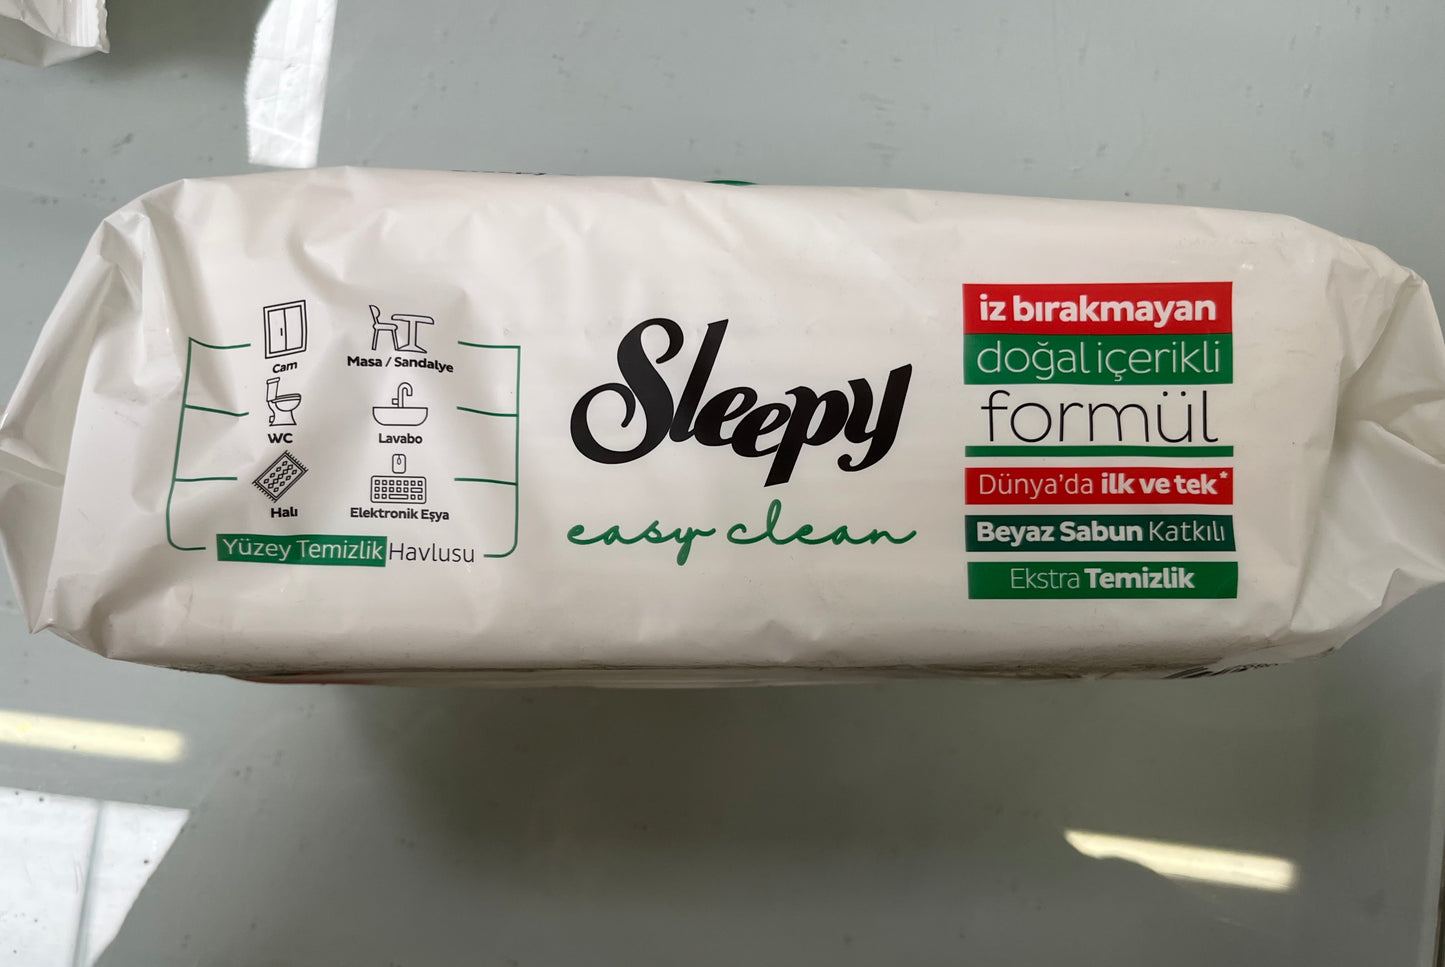 Cam
Masa / Sandalye
WC
Lavabo
Halı
Elektronik Eşya
Yüzey Temizlik Havlusu
Sleepy
easy clean
iz bırakmayan
doğal içerikli
formül
Dünya'da ilk ve tek*
Beyaz Sabun Katkılı
Ekstra Temizlik